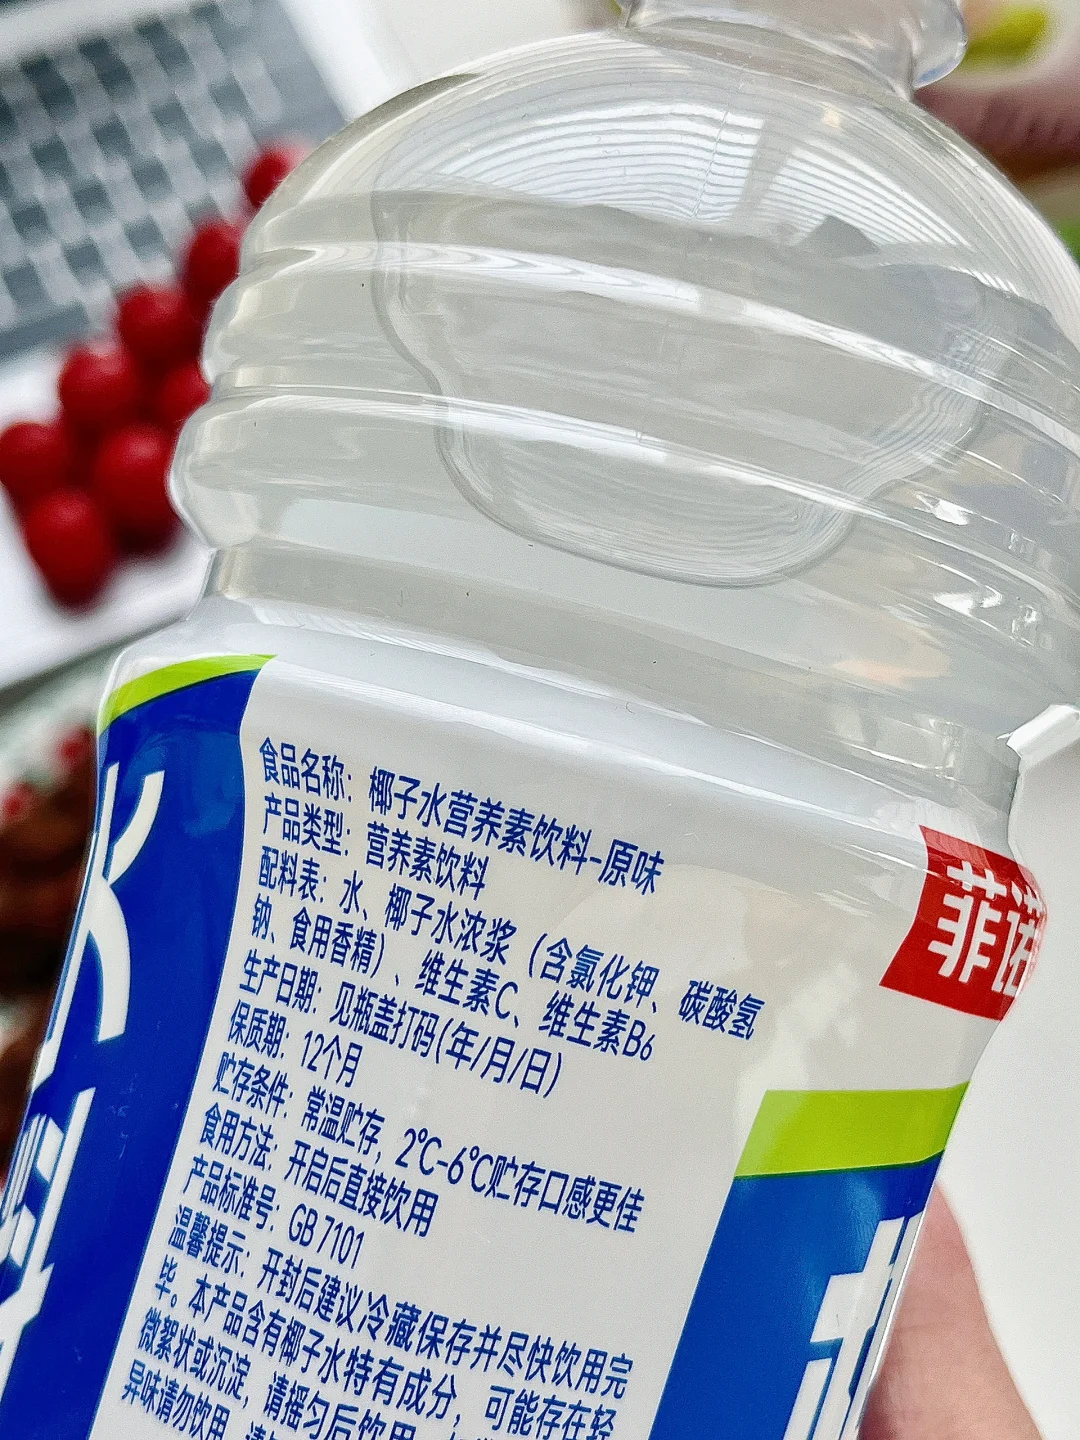 食品名称：椰子水营养素饮料-原味
产品类型：营养素饮料
配料表：水、椰子水浓浆（含氯化钾、碳酸氢
钠、食用香精）、维生素C、维生素B6
生产日期：见瓶盖打码(年/月/日)
保质期：12个月
贮存条件：常温贮存，2℃-6℃贮存口感更佳
食用方法：开启后直接饮用
产品标准号：GB 7101
温馨提示：开封后建议冷藏保存并尽快饮用完
毕。本产品含有椰子水特有成分，可能存在轻
微絮状或沉淀，请摇匀后饮用
异味请勿饮用
菲诺
水